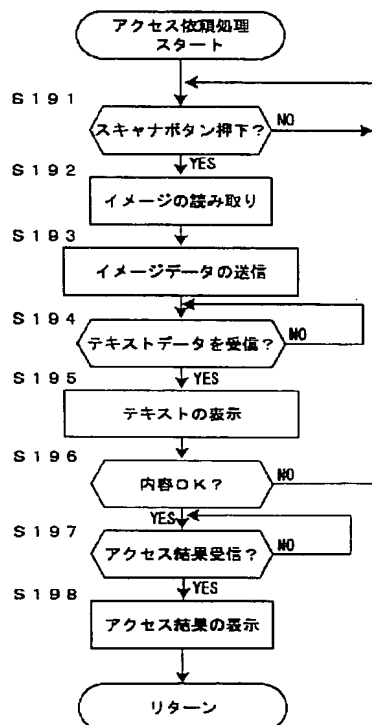 アクセス依頼処理
スタート
S191
スキャナボタン押下?
NO
YES
S192
イメージの読み取り
S193
イメージデータの送信
S194
テキストデータを受信?
NO
YES
S195
テキストの表示
S196
内容OK?
NO
YES
S197
アクセス結果受信?
NO
YES
S198
アクセス結果の表示
リターン